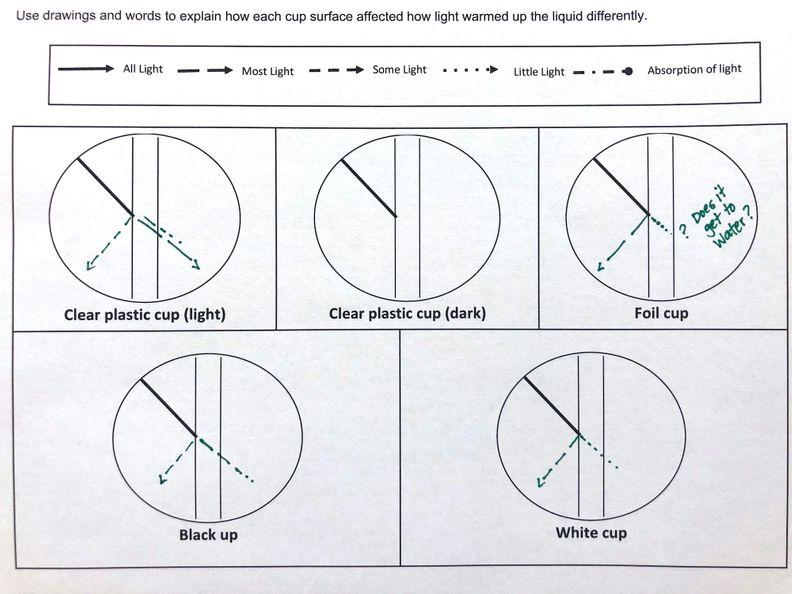 Use drawings and words to explain how each cup surface affected how light warmed up the liquid differently.
All Light Most Light Some Light Little Light Absorption of light
Clear plastic cup (light)
Clear plastic cup (dark)
? Does it
get to
water?
Foil cup
Black up
White cup